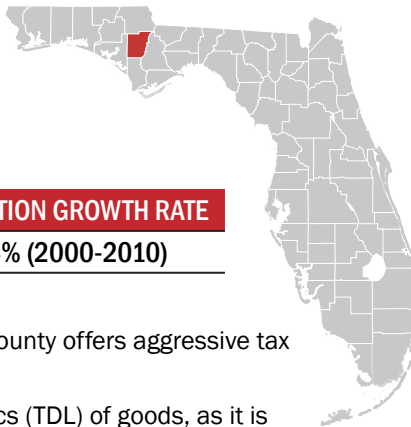 TION GROWTH RATE
% (2000-2010)
ounty offers aggressive tax
cs (TDL) of goods, as it is